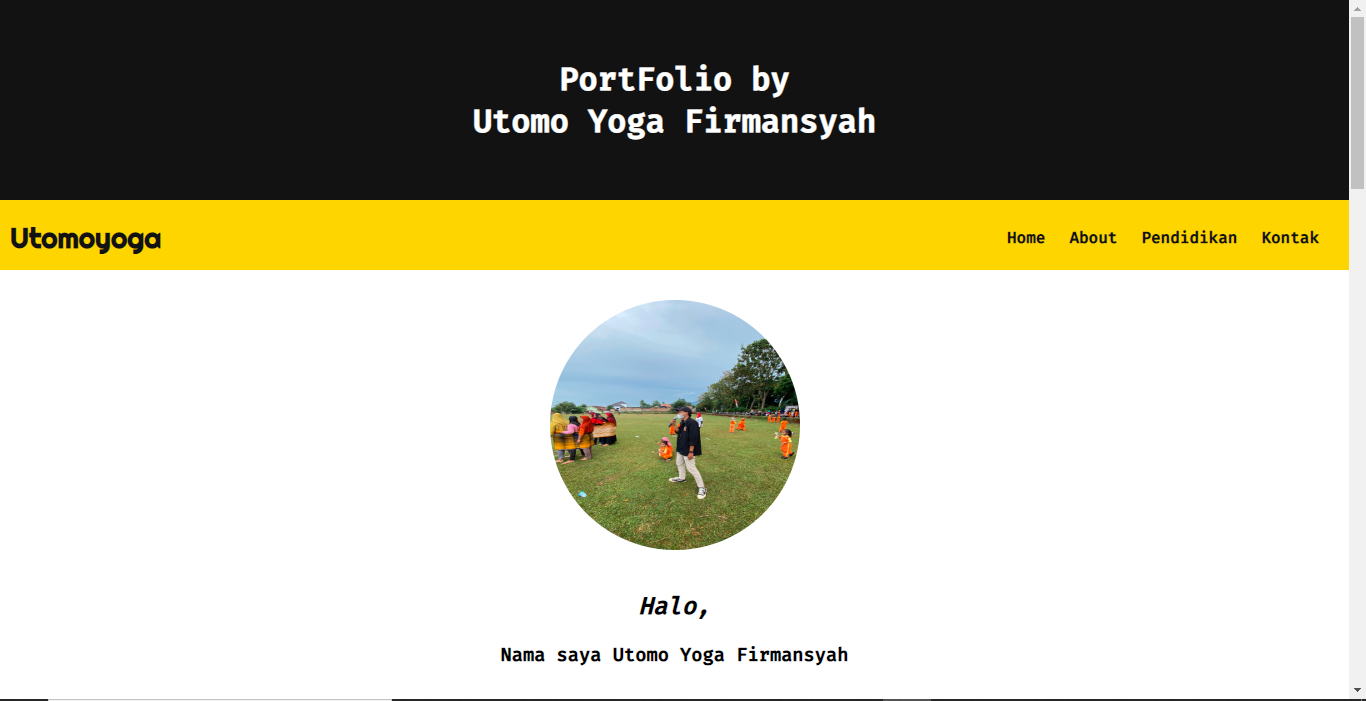 PortFolio by
Utomo Yoga Firmansyah
Utomoyoga
Home About Pendidikan Kontak
Halo,
Nama saya Utomo Yoga Firmansyah